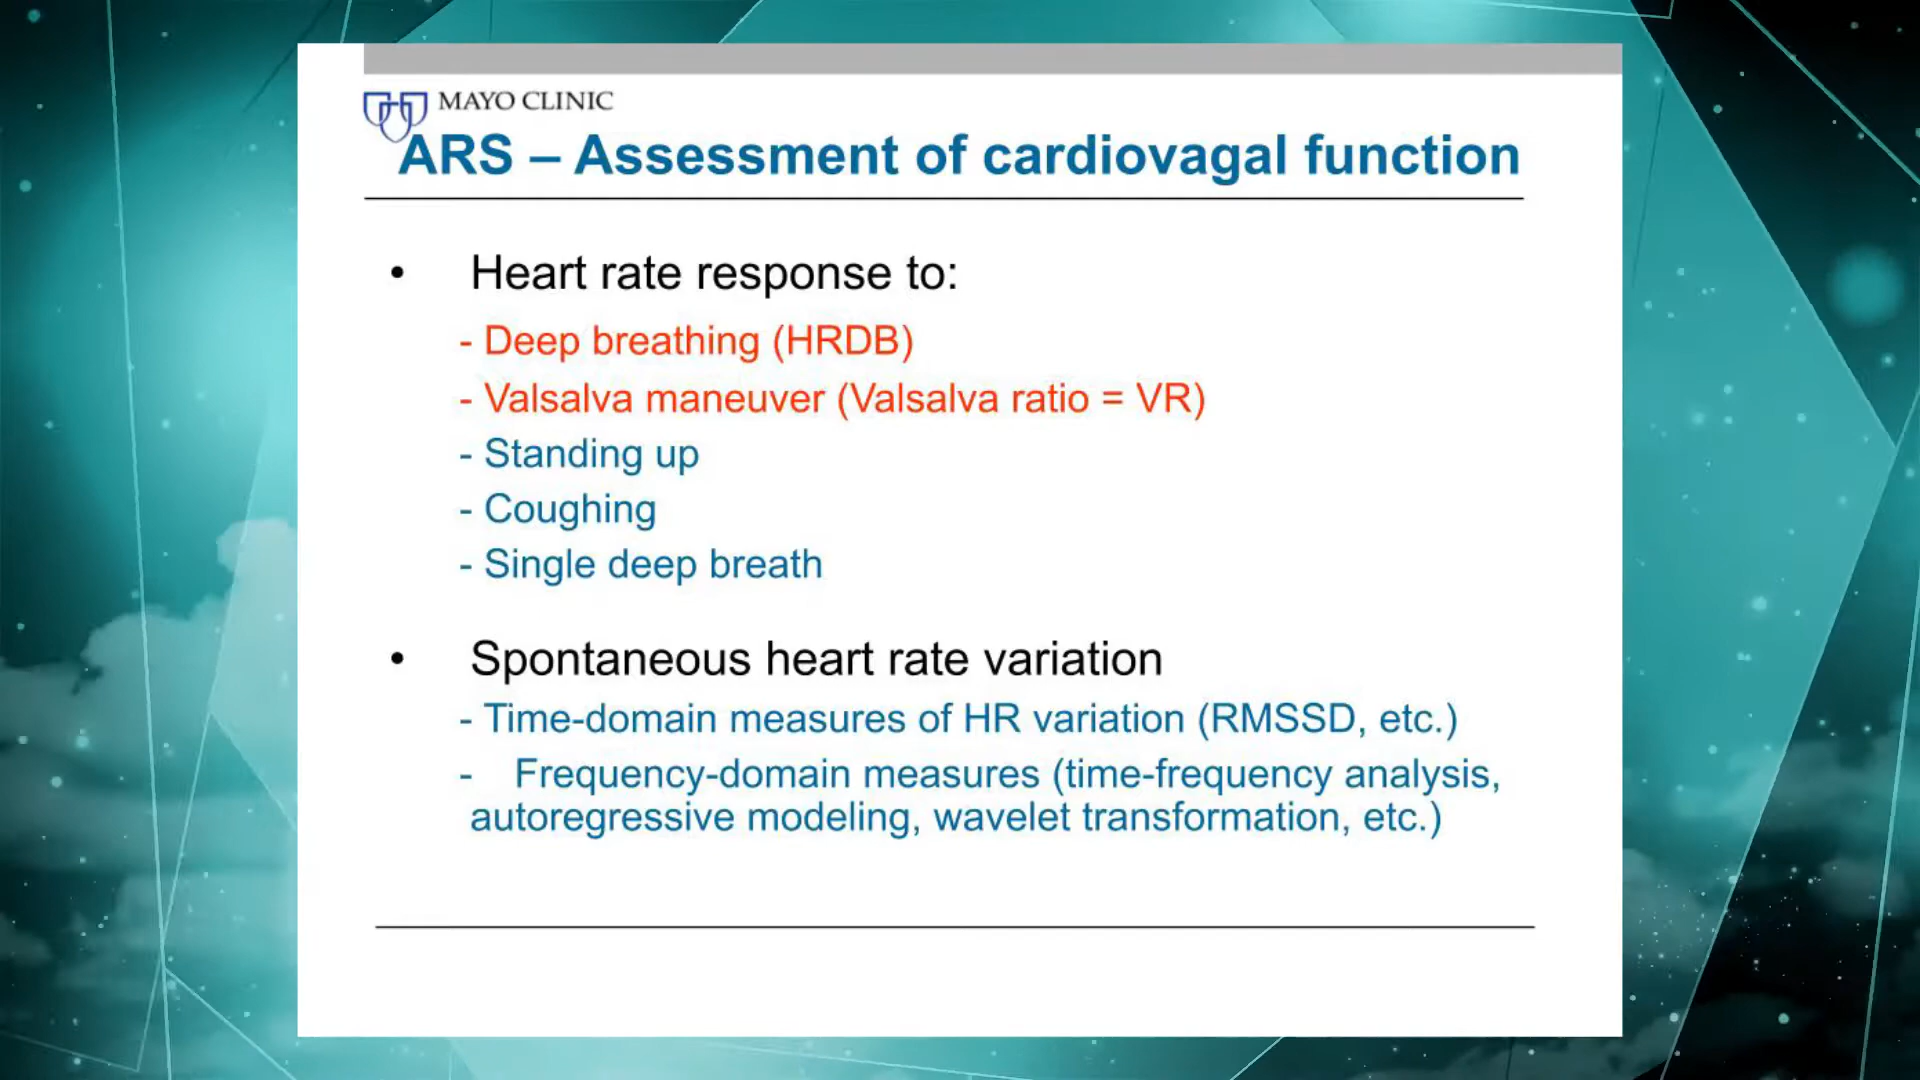 MAYO CLINIC
ARS – Assessment of cardiovagal function
• Heart rate response to:
- Deep breathing (HRDB)
- Valsalva maneuver (Valsalva ratio = VR)
- Standing up
- Coughing
- Single deep breath
• Spontaneous heart rate variation
- Time-domain measures of HR variation (RMSSD, etc.)
- Frequency-domain measures (time-frequency analysis,
autoregressive modeling, wavelet transformation, etc.)